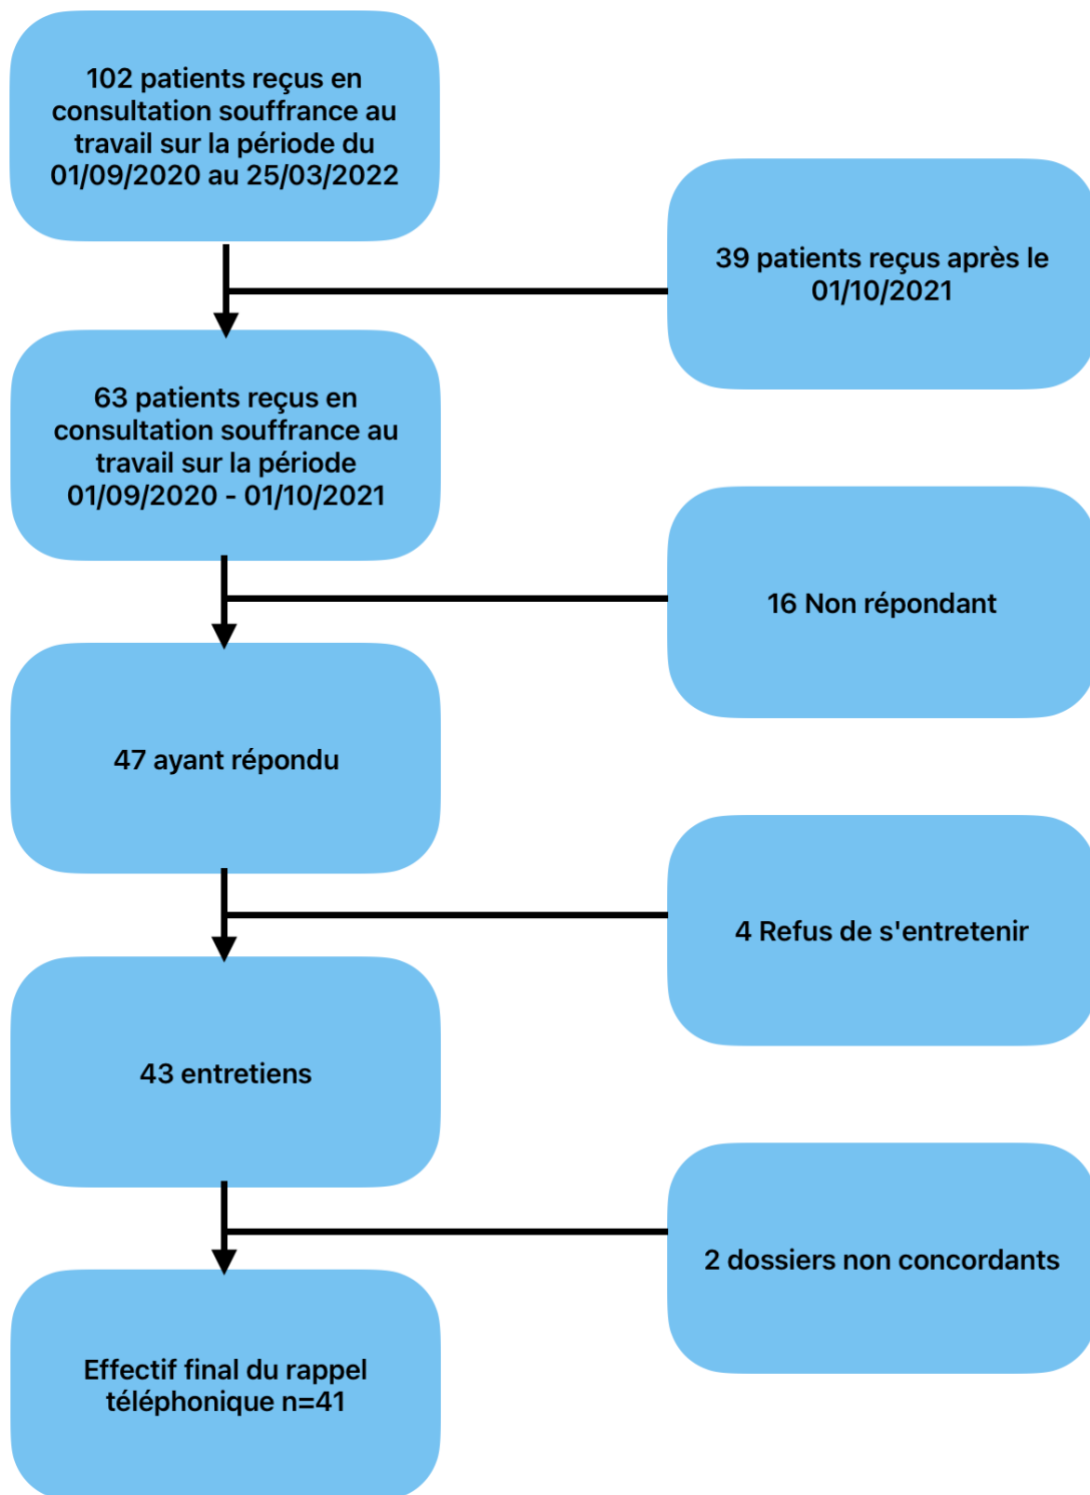 102 patients reçus en
consultation souffrance au
travail sur la période du
01/09/2020 au 25/03/2022
39 patients reçus après le
01/10/2021
63 patients reçus en
consultation souffrance au
travail sur la période
01/09/2020 - 01/10/2021
16 Non répondant
47 ayant répondu
4 Refus de s'entretenir
43 entretiens
2 dossiers non concordants
Effectif final du rappel
téléphonique n=41